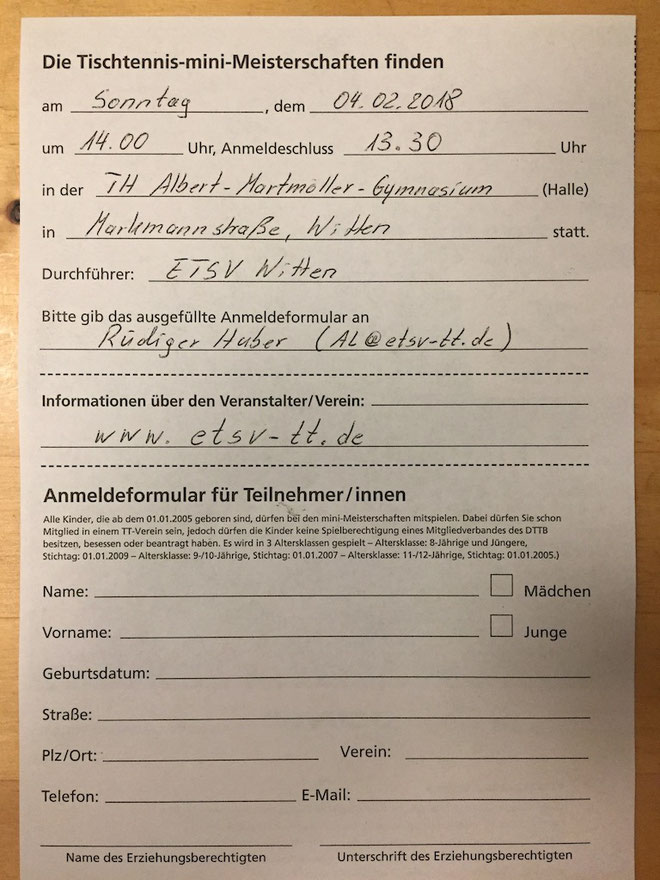 Die Tischtennis-mini-Meisterschaften finden
am Sonntag, dem 04.02.2018
um 14.00 Uhr, Anmeldeschluss 13.30 Uhr
in der TH Albert-Martmöller-Gymnasium (Halle)
in Markmannstraße, Witten statt.
Durchführer: ETSV Witten
Bitte gib das ausgefüllte Anmeldeformular an
Rüdiger Huber (AL@etsv-tt.de)
Informationen über den Veranstalter/Verein:
www.etsv-tt.de
Anmeldeformular für Teilnehmer/innen
Alle Kinder, die ab dem 01.01.2005 geboren sind, dürfen bei den mini-Meisterschaften mitspielen. Dabei dürfen Sie schon
Mitglied in einem TT-Verein sein, jedoch dürfen die Kinder keine Spielberechtigung eines Mitgliedverbandes des DTTB
besitzen, besessen oder beantragt haben. Es wird in 3 Altersklassen gespielt – Altersklasse: 8-Jährige und Jüngere,
Stichtag: 01.01.2009 – Altersklasse: 9-/10-Jährige, Stichtag: 01.01.2007 – Altersklasse: 11-/12-Jährige, Stichtag: 01.01.2005.)
Name: Mädchen
Vorname: Junge
Geburtsdatum:
Straße:
Plz/Ort: Verein:
Telefon: E-Mail:
Name des Erziehungsberechtigten Unterschrift des Erziehungsberechtigten